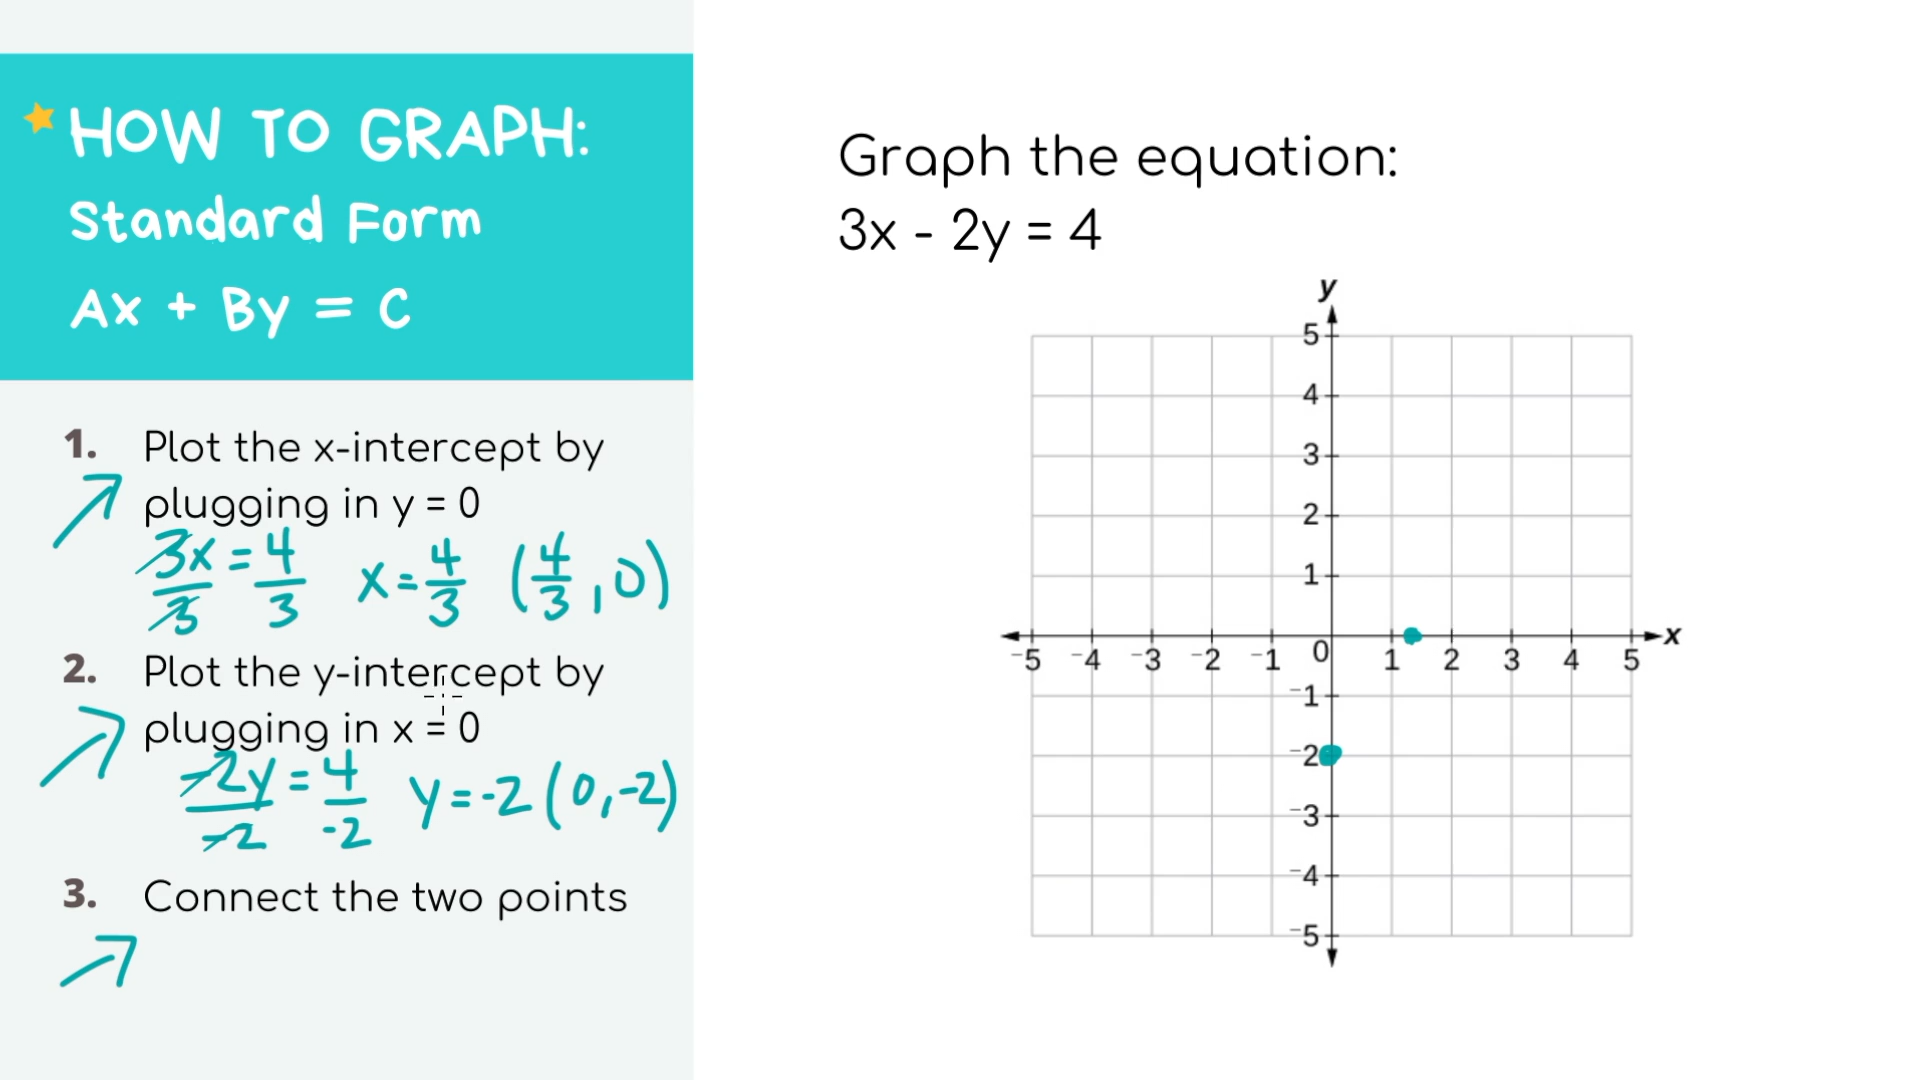 HOW TO GRAPH:
Standard Form
Ax + By = C
1. Plot the x-intercept by
plugging in y = 0
3x/3 = 4/3 x = 4/3 (4/3, 0)
2. Plot the y-intercept by
plugging in x = 0
-2y/-2 = 4/-2 y = -2 (0, -2)
3. Connect the two points
Graph the equation:
3x - 2y = 4
y
5
4
3
2
1
-5 -4 -3 -2 -1 0 1 2 3 4 5 x
-1
-2
-3
-4
-5